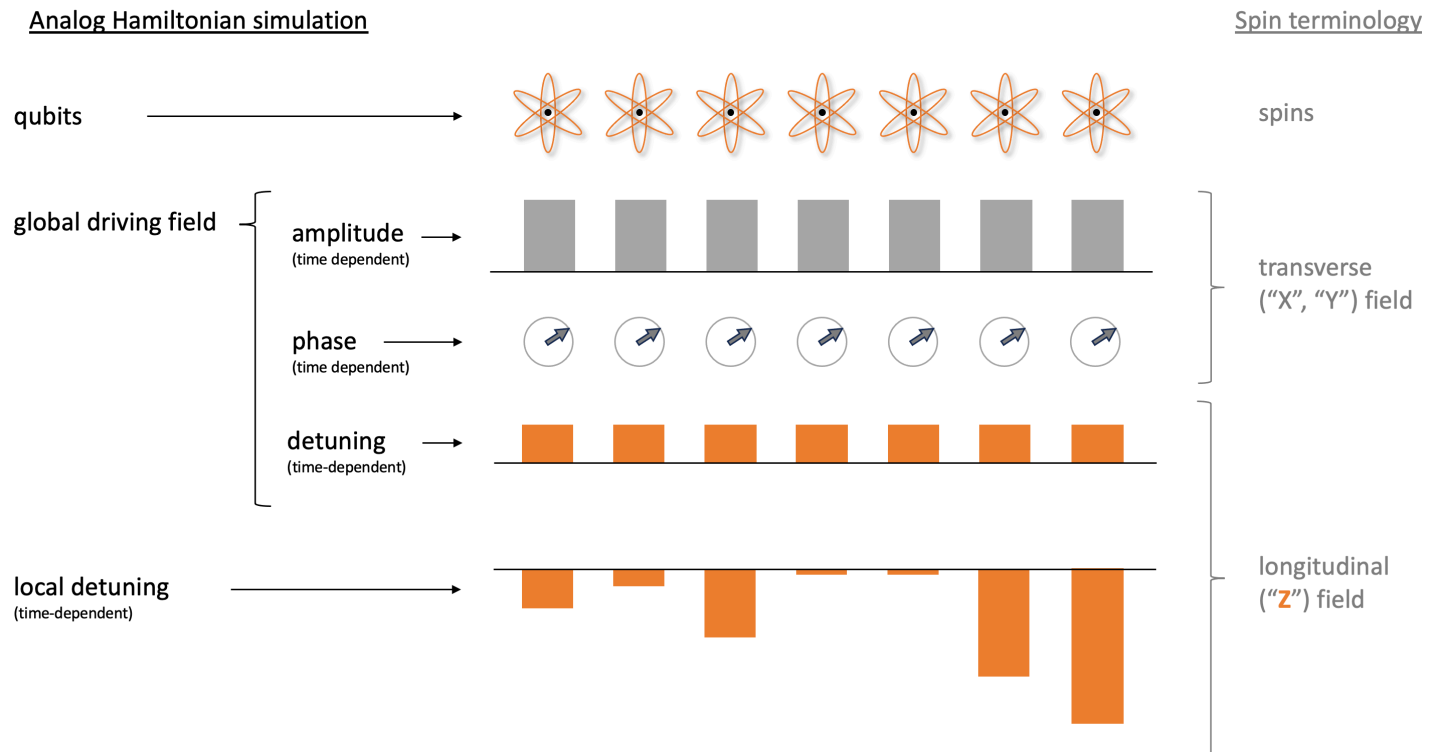 Analog Hamiltonian simulation
Spin terminology
qubits
spins
global driving field
amplitude
(time dependent)
transverse
(“X”, “Y”) field
phase
(time dependent)
detuning
(time-dependent)
local detuning
(time-dependent)
longitudinal
(“Z”) field